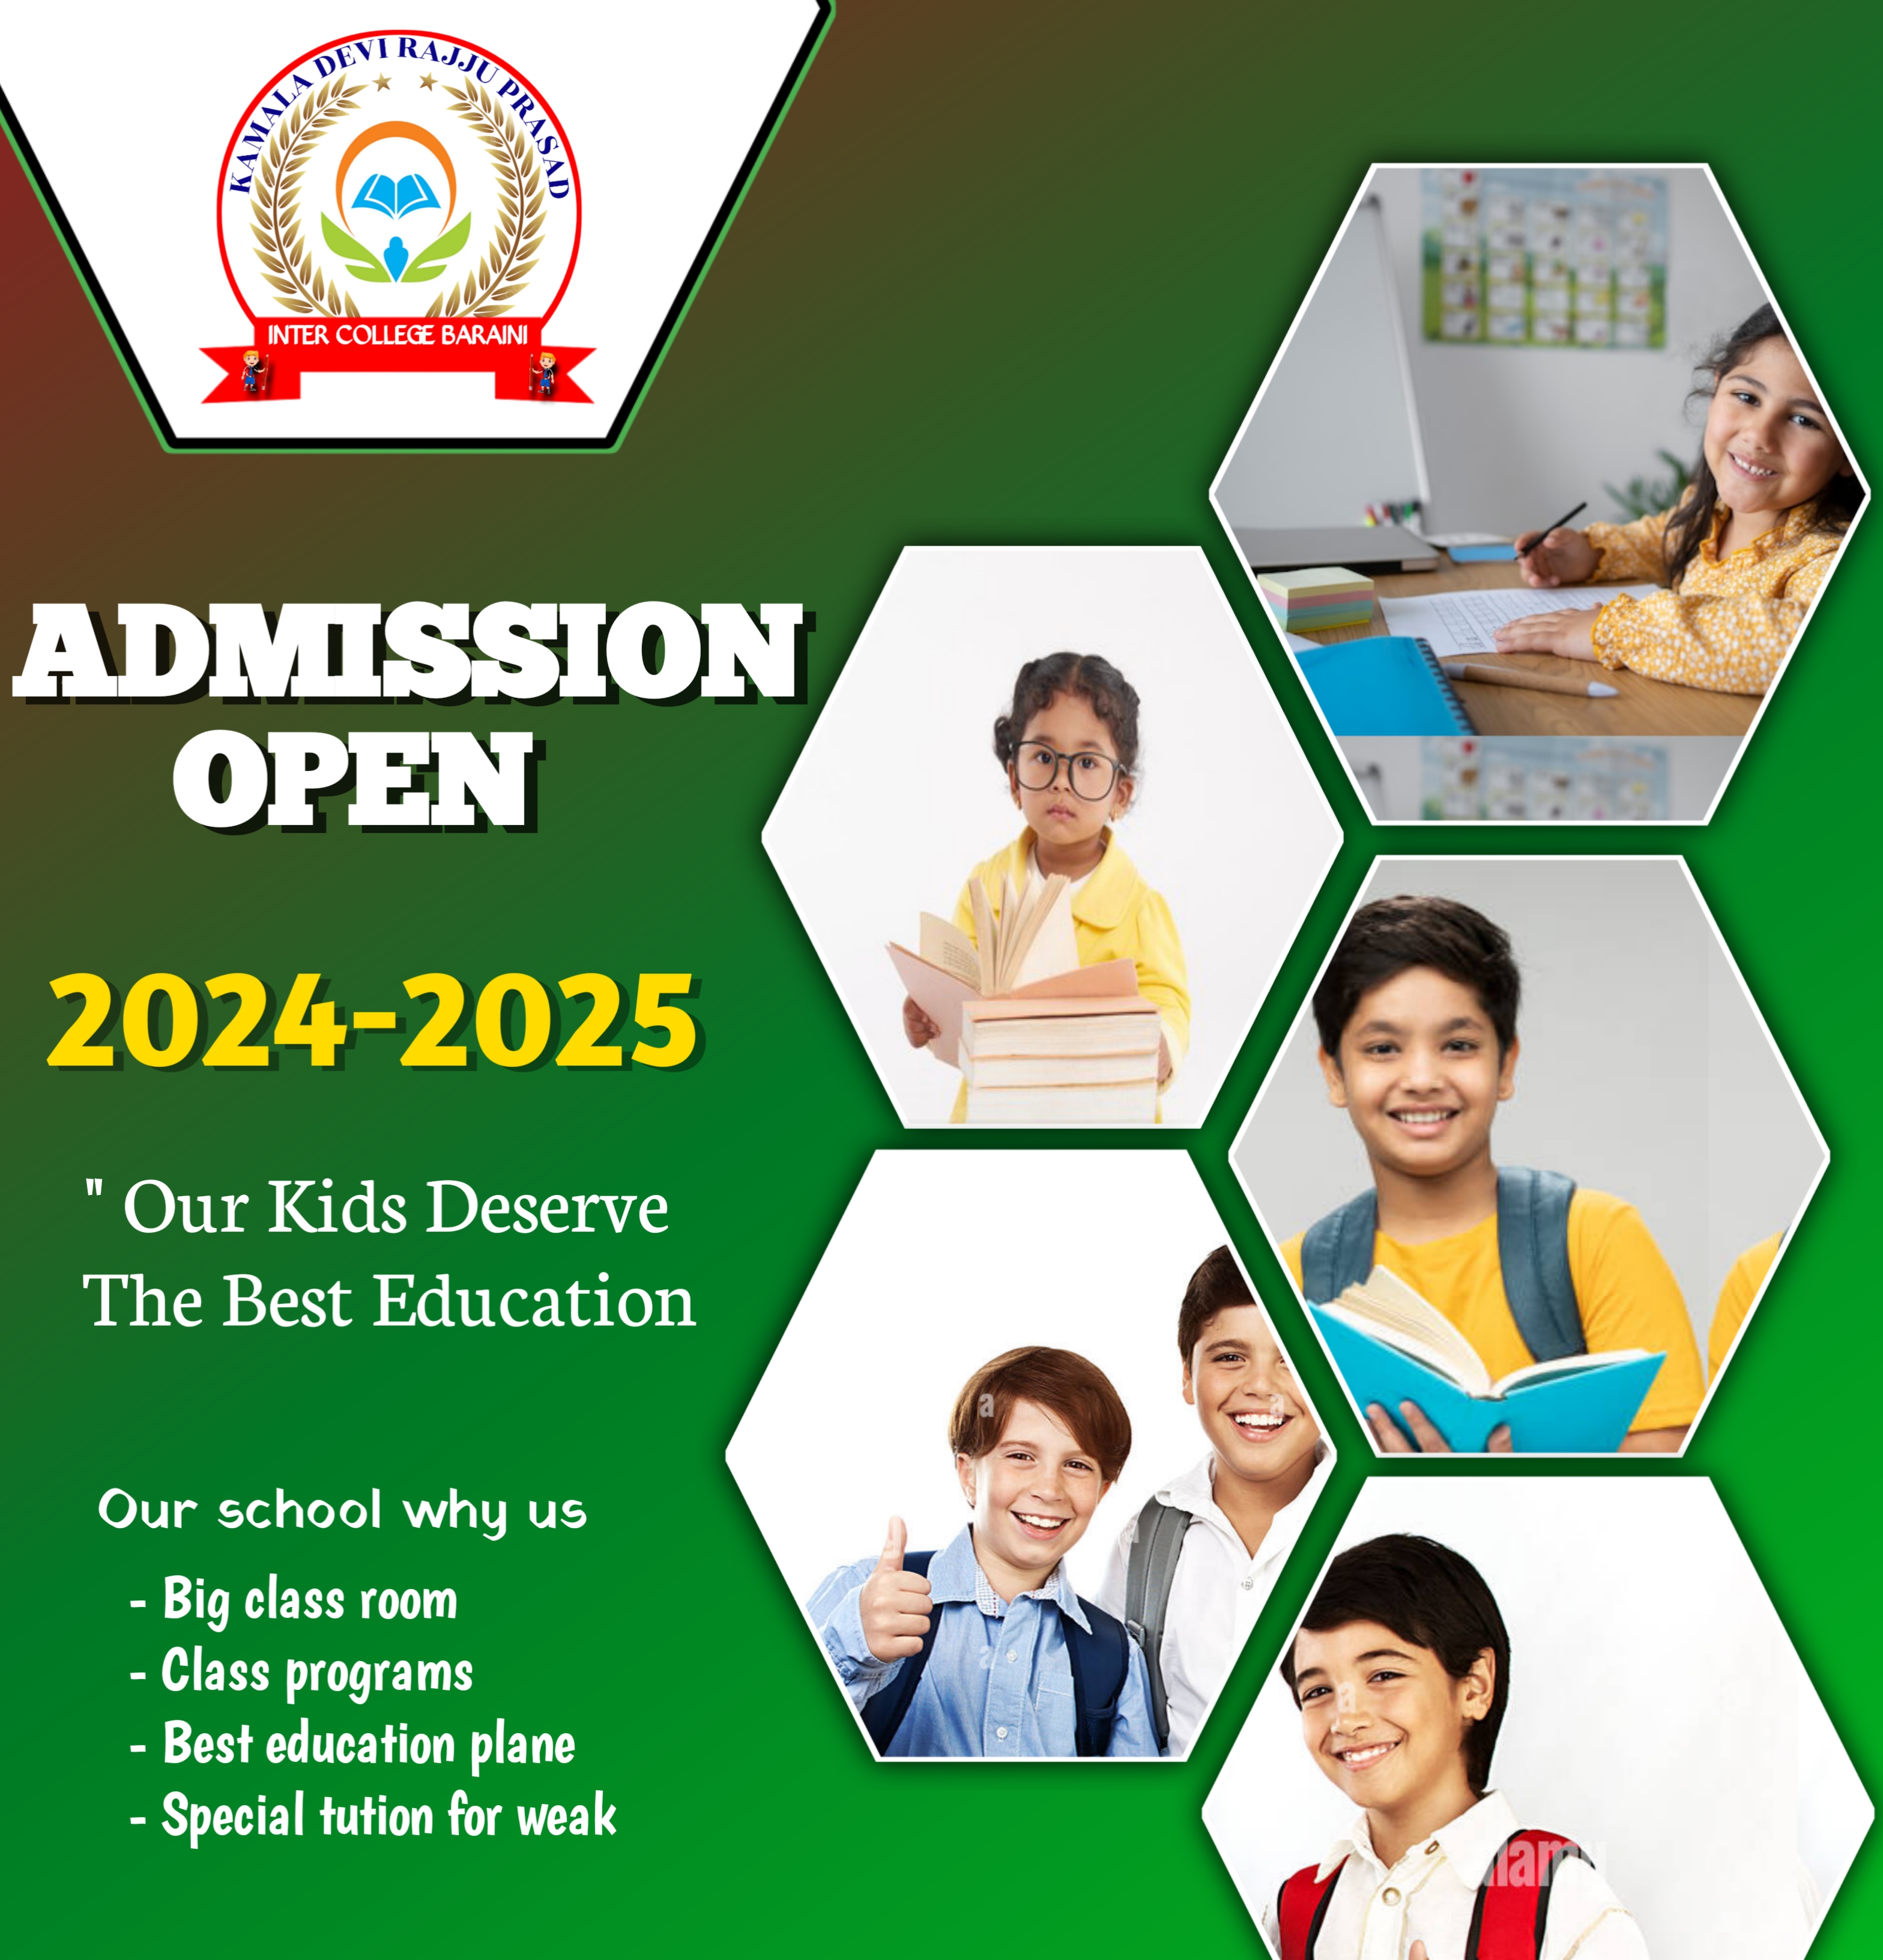 KAMALA DEVI RAJJU PRASAD
INTER COLLEGE BARAINI
ADMISSION
OPEN
2024-2025
" Our Kids Deserve
The Best Education
Our school why us
- Big class room
- Class programs
- Best education plane
- Special tution for weak
a
a
a
a